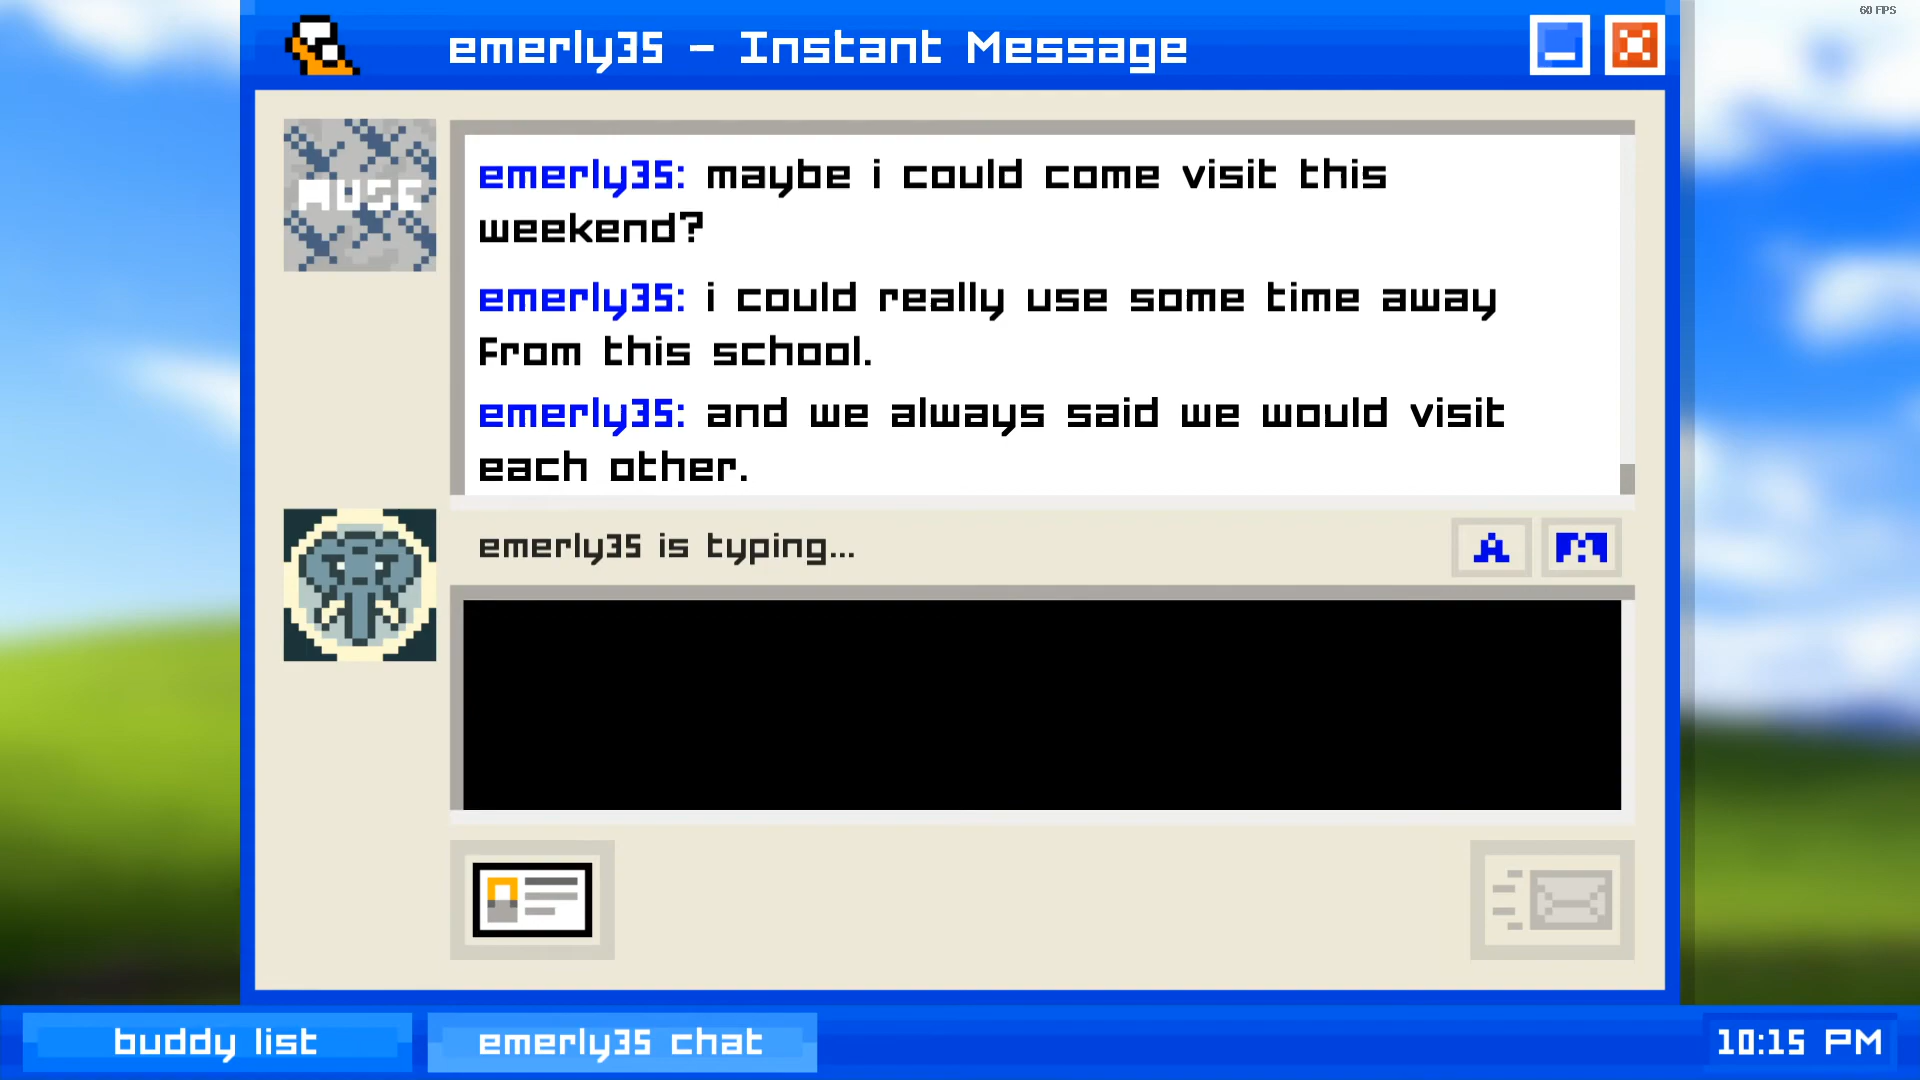 60 FPS
emerly35 - Instant Message
MUSE
emerly35: maybe i could come visit this
weekend?
emerly35: i could really use some time away
from this school.
emerly35: and we always said we would visit
each other.
emerly35 is typing...
A
buddy list
emerly35 chat
10:15 PM